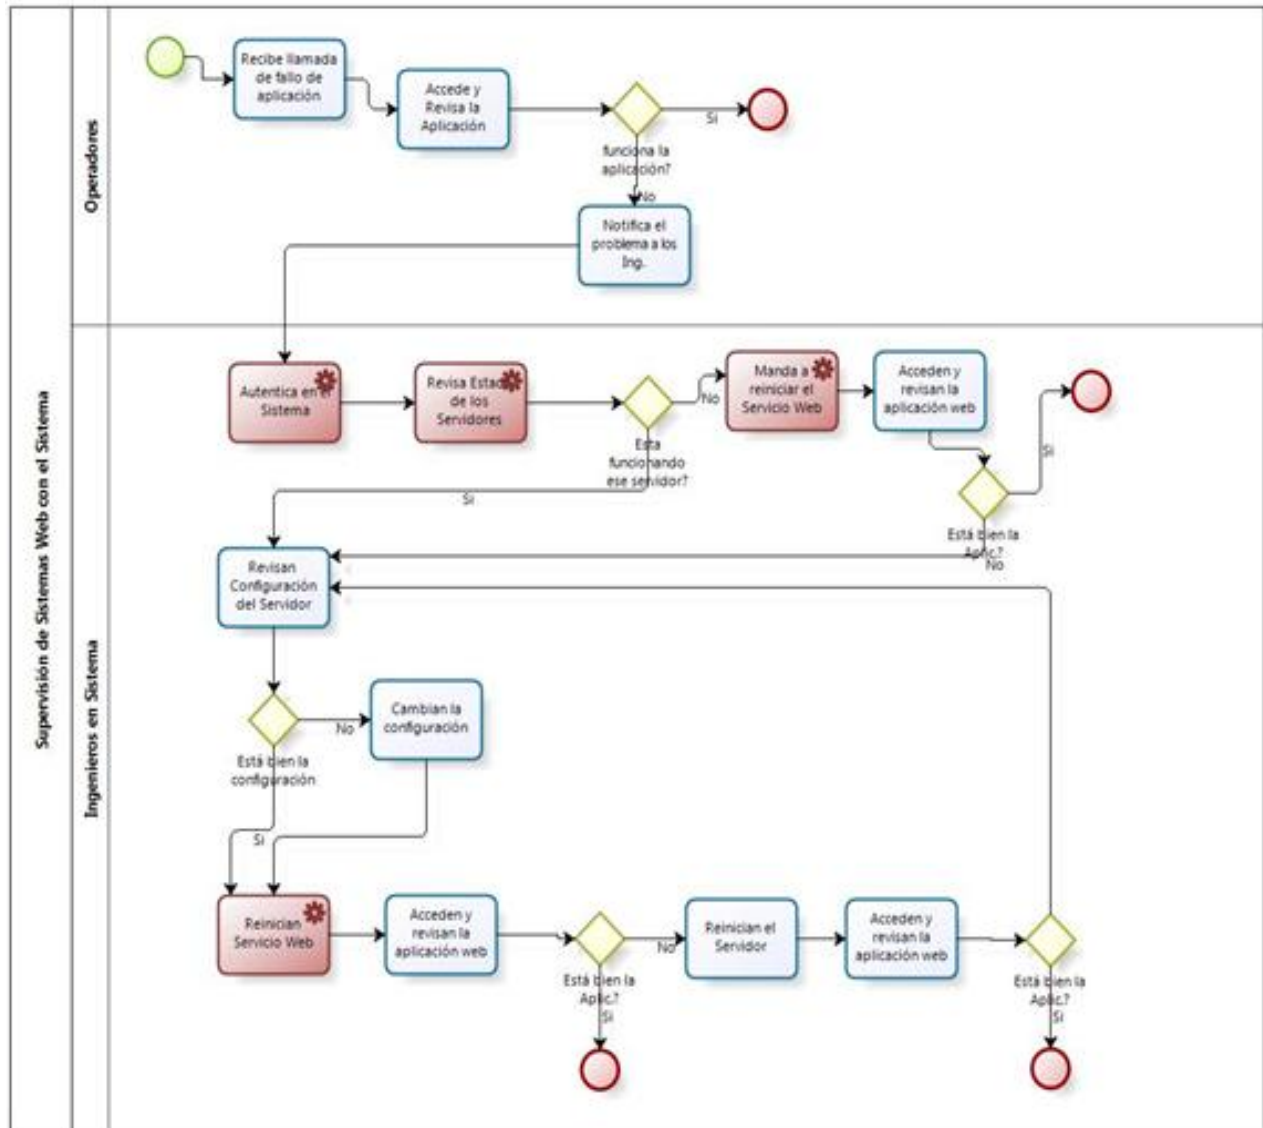 Supervisión de Sistemas Web con el Sistema
Operadores
Recibe llamada
de fallo de
aplicación
Accede y
Revisa la
Aplicación
funciona la
aplicación?
Si
No
Notifica el
problema a los
Ing.
Ingenieros en Sistema
Autentica en el
Sistema
Revisa Estado
de los
Servidores
Esta
funcionando
ese servidor?
No
Si
Manda a
reiniciar el
Servicio Web
Acceden y
revisan la
aplicación web
Está bien la
Aplic.?
Si
No
Revisan
Configuración
del Servidor
Está bien la
configuración
No
Si
Cambian la
configuración
Reinician
Servicio Web
Acceden y
revisan la
aplicación web
Está bien la
Aplic.?
Si
No
Reinician el
Servidor
Acceden y
revisan la
aplicación web
Está bien la
Aplic.?
Si